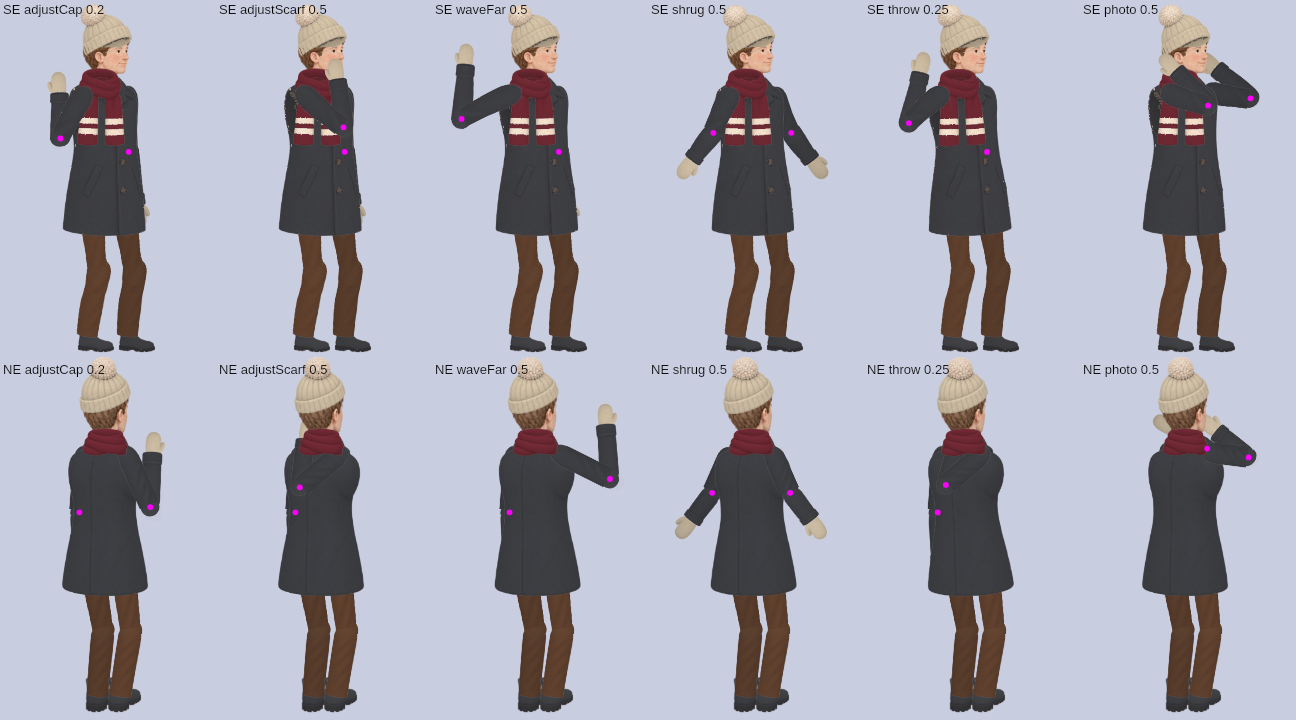 SE adjustCap 0.2
SE adjustScarf 0.5
SE waveFar 0.5
SE shrug 0.5
SE throw 0.25
SE photo 0.5
NE adjustCap 0.2
NE adjustScarf 0.5
NE waveFar 0.5
NE shrug 0.5
NE throw 0.25
NE photo 0.5